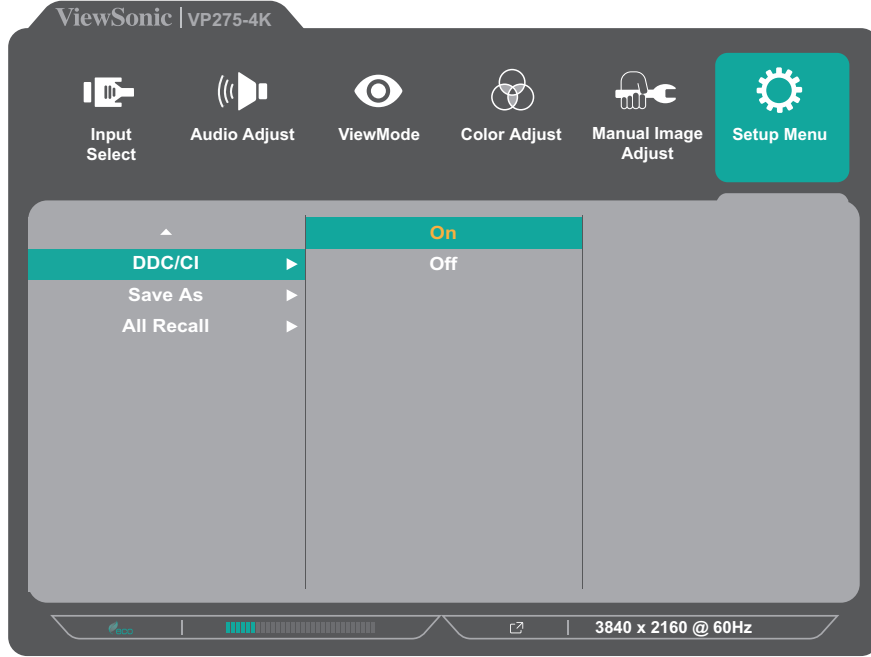 ViewSonic | VP275-4K
Input Select
Audio Adjust
ViewMode
Color Adjust
Manual Image Adjust
Setup Menu
On
DDC/CI
Off
Save As
All Recall
eco
3840 x 2160 @ 60Hz